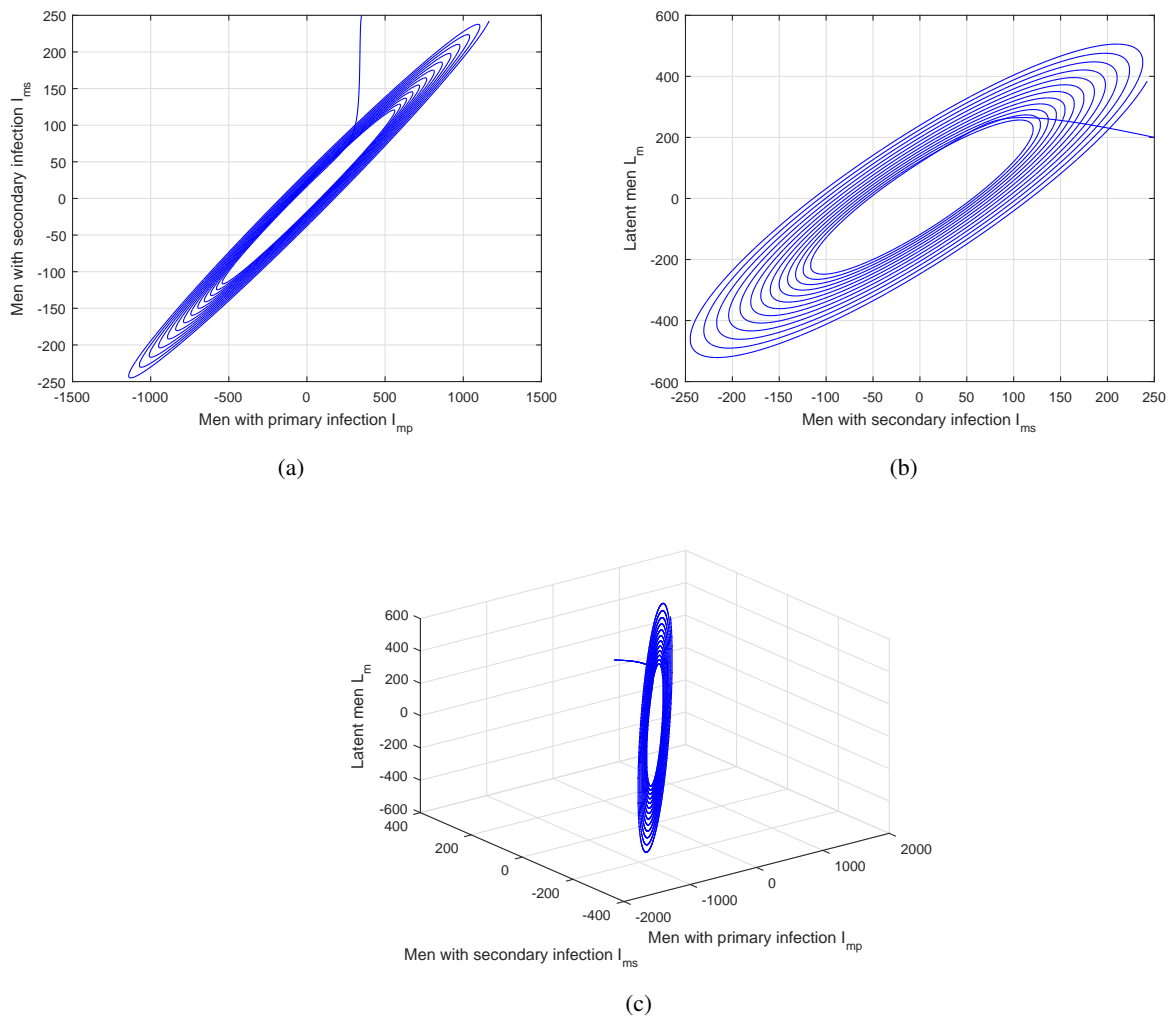 250
200
150
100
50
0
-50
-100
-150
-200
-250
Men with secondary infection I_ms
-1500 -1000 -500 0 500 1000 1500
Men with primary infection I_mp
(a)
600
400
200
0
-200
-400
-600
Latent men L_m
-250 -200 -150 -100 -50 0 50 100 150 200 250
Men with secondary infection I_ms
(b)
600
400
200
0
-200
-400
-600
Latent men L_m
400
200
0
-200
-400
Men with secondary infection I_ms
-2000
-1000
0
1000
2000
Men with primary infection I_mp
(c)